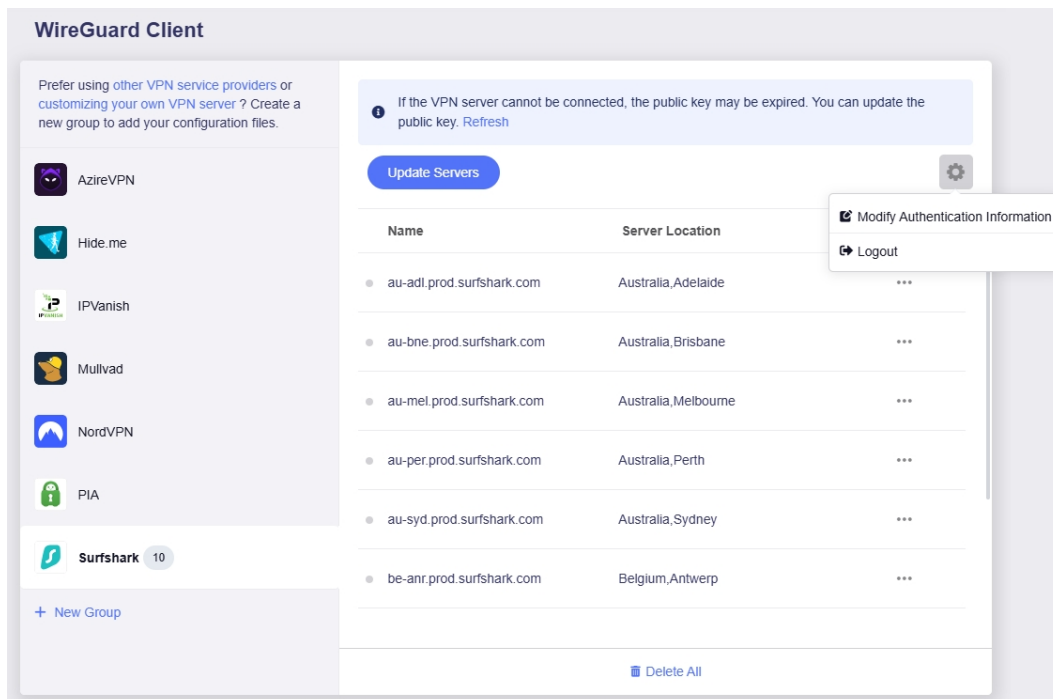 WireGuard Client
Prefer using other VPN service providers or
customizing your own VPN server ? Create a
new group to add your configuration files.
AzireVPN
Hide.me
IPVANISH
IPVanish
Mullvad
NordVPN
PIA
Surfshark 10
+ New Group
If the VPN server cannot be connected, the public key may be expired. You can update the
public key. Refresh
Update Servers
Modify Authentication Information
Logout
Name Server Location
au-adl.prod.surfshark.com Australia,Adelaide
au-bne.prod.surfshark.com Australia,Brisbane
au-mel.prod.surfshark.com Australia,Melbourne
au-per.prod.surfshark.com Australia,Perth
au-syd.prod.surfshark.com Australia,Sydney
be-anr.prod.surfshark.com Belgium,Antwerp
Delete All